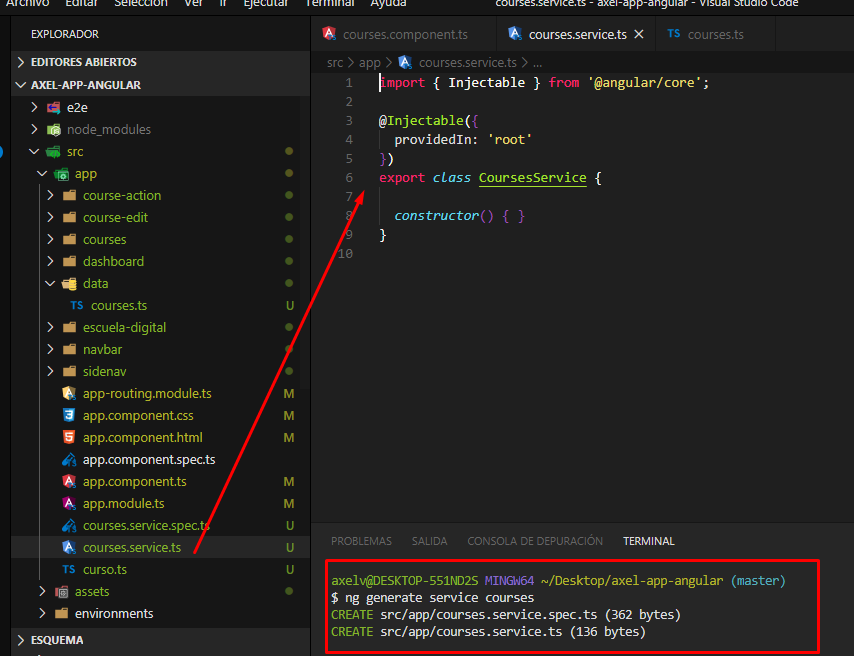 Archivo Editar Selección Ver Ir Ejecutar Terminal Ayuda courses.service.ts - axel-app-angular - Visual Studio Code
EXPLORADOR
EDITORES ABIERTOS
AXEL-APP-ANGULAR
e2e
node_modules
src
app
course-action
course-edit
courses
dashboard
data
TS courses.ts U
escuela-digital
navbar
sidenav
app-routing.module.ts M
app.component.css M
app.component.html M
app.component.spec.ts
app.component.ts M
app.module.ts M
courses.service.spec.ts U
courses.service.ts U
TS curso.ts U
assets
environments
ESQUEMA
courses.component.ts courses.service.ts × TS courses.ts
src > app > courses.service.ts > ...
1 import { Injectable } from '@angular/core';
2
3 @Injectable({
4 providedIn: 'root'
5 })
6 export class CoursesService {
7
8 constructor() { }
9 }
10
PROBLEMAS SALIDA CONSOLA DE DEPURACIÓN TERMINAL
axelv@DESKTOP-551ND2S MINGW64 ~/Desktop/axel-app-angular (master)
$ ng generate service courses
CREATE src/app/courses.service.spec.ts (362 bytes)
CREATE src/app/courses.service.ts (136 bytes)